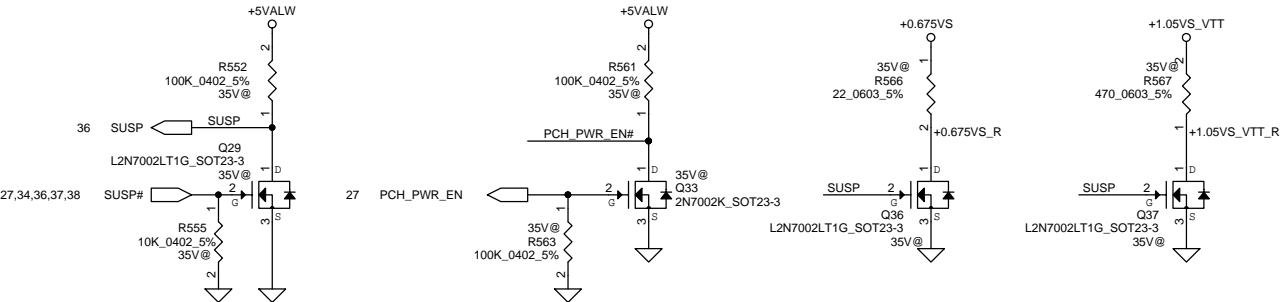 +5VALW
2
R552
100K_0402_5%
35V@
1
36 SUSP
SUSP
Q29
L2N7002LT1G_SOT23-3
35V@
1 D
27,34,36,37,38 SUSP#
2
G
S
3
1
R555
10K_0402_5%
35V@
2
+5VALW
2
R561
100K_0402_5%
35V@
1
PCH_PWR_EN#
1 D
35V@
Q33
2N7002K_SOT23-3
27 PCH_PWR_EN
2
G
S
3
1
35V@
R563
100K_0402_5%
2
+0.675VS
1
35V@
R566
22_0603_5%
2
+0.675VS_R
1 D
SUSP
2
G
S
3
Q36
L2N7002LT1G_SOT23-3
35V@
+1.05VS_VTT
2
35V@
R567
470_0603_5%
1
+1.05VS_VTT_R
1 D
SUSP
2
G
S
3
Q37
L2N7002LT1G_SOT23-3
35V@